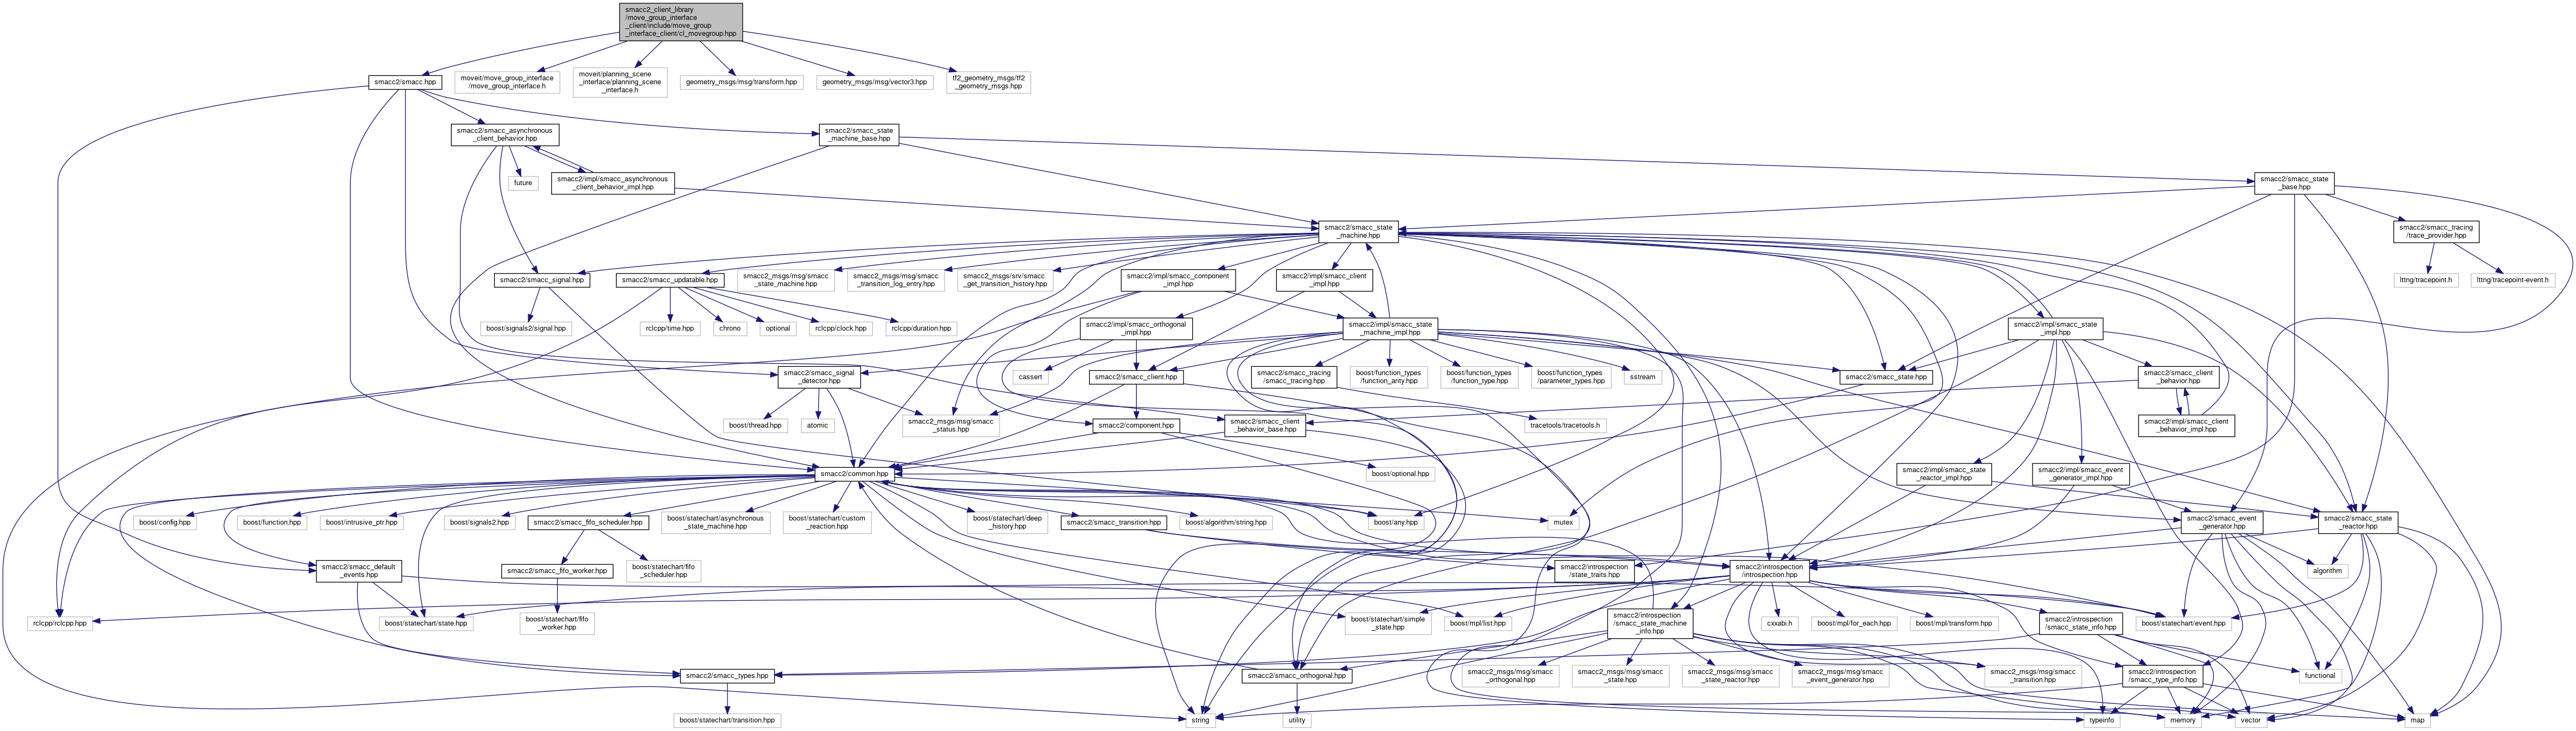 smacc2_client_library
/move_group_interface
_client/include/move_group
_interface_client/cl_movegroup.hpp
smacc2/smacc.hpp
moveit/move_group_interface
/move_group_interface.h
moveit/planning_scene
_interface/planning_scene
_interface.h
geometry_msgs/msg/transform.hpp
geometry_msgs/msg/vector3.hpp
tf2_geometry_msgs/tf2
_geometry_msgs.hpp
smacc2/smacc_asynchronous
_client_behavior.hpp
smacc2/smacc_state
_machine_base.hpp
future
smacc2/impl/smacc_asynchronous
_client_behavior_impl.hpp
smacc2/smacc_state
_base.hpp
smacc2/smacc_state
_machine.hpp
smacc2/smacc_tracing
/trace_provider.hpp
smacc2/smacc_signal.hpp
smacc2/smacc_updatable.hpp
smacc2_msgs/msg/smacc
_state_machine.hpp
smacc2_msgs/msg/smacc
_transition_log_entry.hpp
smacc2_msgs/srv/smacc
_get_transition_history.hpp
smacc2/impl/smacc_component
_impl.hpp
smacc2/impl/smacc_client
_impl.hpp
lttng/tracepoint.h
lttng/tracepoint-event.h
boost/signals2/signal.hpp
rclcpp/time.hpp
chrono
optional
rclcpp/clock.hpp
rclcpp/duration.hpp
smacc2/impl/smacc_orthogonal
_impl.hpp
smacc2/impl/smacc_state
_machine_impl.hpp
smacc2/impl/smacc_state
_impl.hpp
smacc2/smacc_signal
_detector.hpp
cassert
smacc2/smacc_client.hpp
smacc2/smacc_tracing
/smacc_tracing.hpp
boost/function_types
/function_arity.hpp
boost/function_types
/function_type.hpp
boost/function_types
/parameter_types.hpp
sstream
smacc2/smacc_state.hpp
smacc2/smacc_client
_behavior.hpp
boost/thread.hpp
atomic
smacc2_msgs/msg/smacc
_status.hpp
smacc2/component.hpp
smacc2/smacc_client
_behavior_base.hpp
tracetools/tracetools.h
smacc2/impl/smacc_client
_behavior_impl.hpp
smacc2/common.hpp
boost/optional.hpp
smacc2/impl/smacc_state
_reactor_impl.hpp
smacc2/impl/smacc_event
_generator_impl.hpp
boost/config.hpp
boost/function.hpp
boost/intrusive_ptr.hpp
boost/signals2.hpp
smacc2/smacc_fifo_scheduler.hpp
boost/statechart/asynchronous
_state_machine.hpp
boost/statechart/custom
_reaction.hpp
boost/statechart/deep
_history.hpp
smacc2/smacc_transition.hpp
boost/algorithm/string.hpp
mutex
boost/any.hpp
smacc2/smacc_event
_generator.hpp
smacc2/smacc_state
_reactor.hpp
smacc2/smacc_default
_events.hpp
smacc2/smacc_fifo_worker.hpp
boost/statechart/fifo
_scheduler.hpp
smacc2/introspection
/state_traits.hpp
smacc2/introspection
/introspection.hpp
algorithm
rclcpp/rclcpp.hpp
boost/statechart/state.hpp
boost/statechart/fifo
_worker.hpp
smacc2/introspection
/smacc_state_machine
_info.hpp
boost/statechart/simple
_state.hpp
boost/mpl/list.hpp
cxxabi.h
boost/mpl/for_each.hpp
boost/mpl/transform.hpp
smacc2/introspection
/smacc_state_info.hpp
boost/statechart/event.hpp
smacc2/smacc_types.hpp
smacc2/smacc_orthogonal.hpp
smacc2_msgs/msg/smacc
_orthogonal.hpp
smacc2_msgs/msg/smacc
_state.hpp
smacc2_msgs/msg/smacc
_state_reactor.hpp
smacc2_msgs/msg/smacc
_event_generator.hpp
smacc2_msgs/msg/smacc
_transition.hpp
smacc2/introspection
/smacc_type_info.hpp
functional
boost/statechart/transition.hpp
string
utility
typeinfo
memory
vector
map